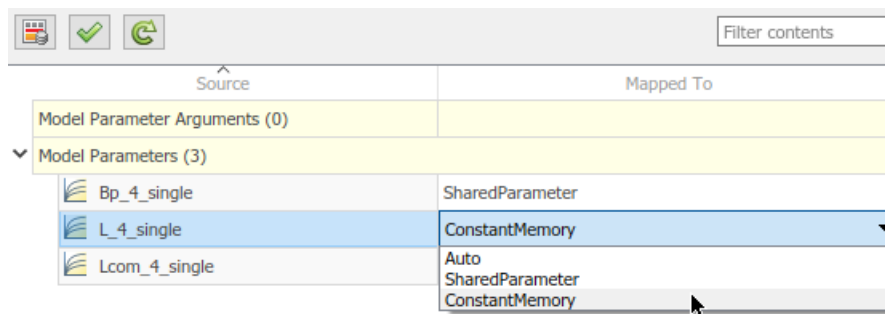 Filter contents
Source Mapped To
Model Parameter Arguments (0)
Model Parameters (3)
Bp_4_single SharedParameter
L_4_single ConstantMemory
Auto
SharedParameter
Lcom_4_single
ConstantMemory